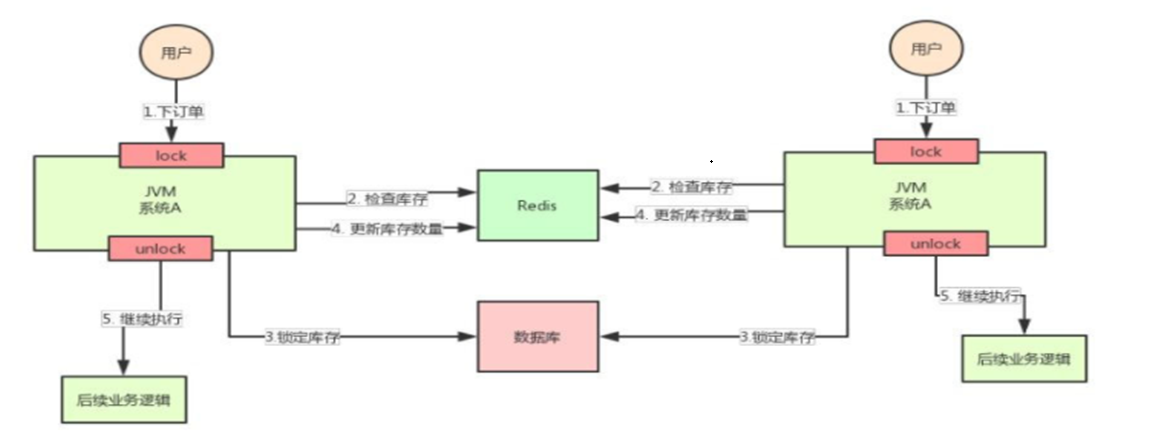 用户
用户
1.下订单
1.下订单
lock
lock
JVM
系统A
JVM
系统A
2. 检查库存
2. 检查库存
Redis
4. 更新库存数量
4. 更新库存数量
unlock
unlock
5. 继续执行
5. 继续执行
3.锁定库存
数据库
3.锁定库存
后续业务逻辑
后续业务逻辑